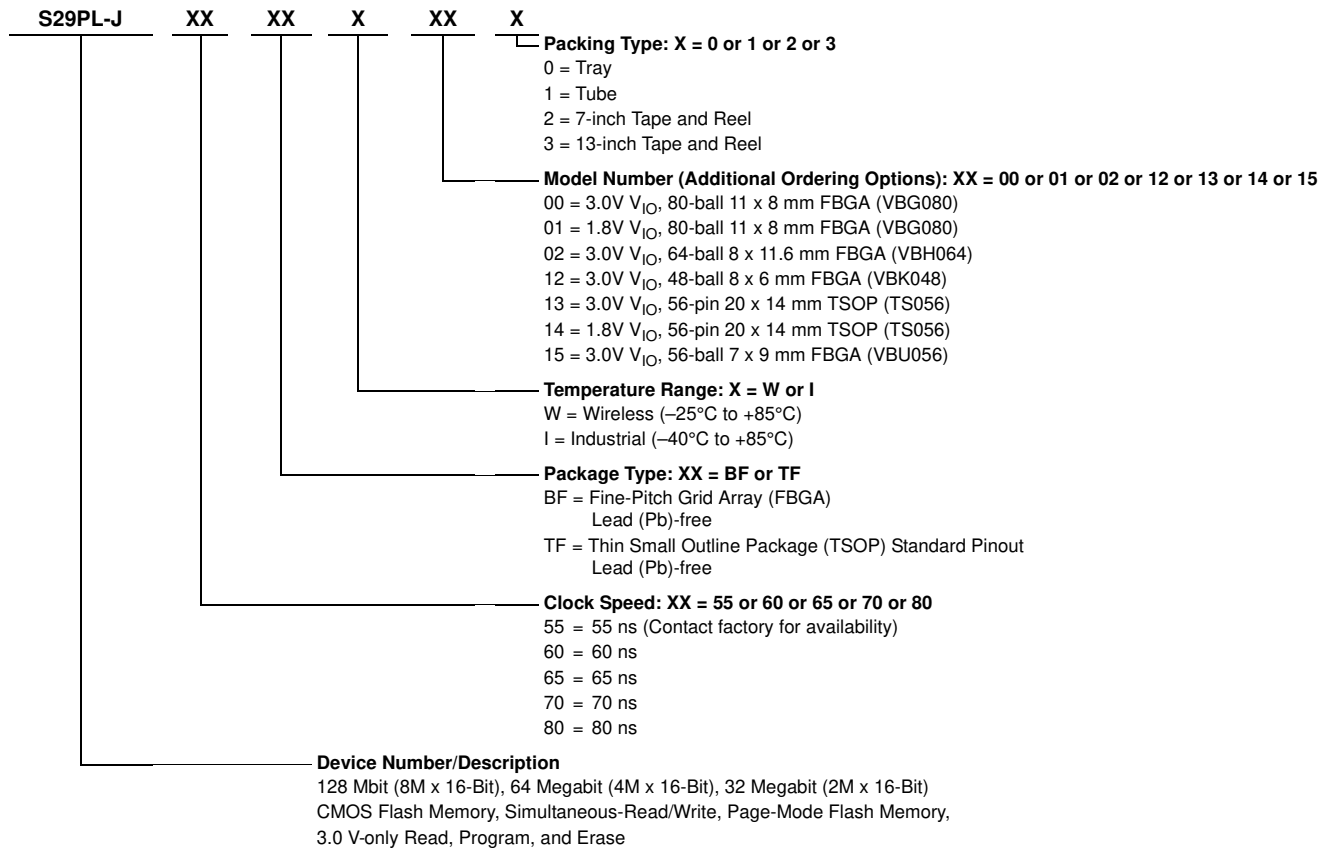 S29PL-J XX XX X XX X
Packing Type: X = 0 or 1 or 2 or 3
0 = Tray
1 = Tube
2 = 7-inch Tape and Reel
3 = 13-inch Tape and Reel
Model Number (Additional Ordering Options): XX = 00 or 01 or 02 or 12 or 13 or 14 or 15
00 = 3.0V VIO, 80-ball 11 x 8 mm FBGA (VBG080)
01 = 1.8V VIO, 80-ball 11 x 8 mm FBGA (VBG080)
02 = 3.0V VIO, 64-ball 8 x 11.6 mm FBGA (VBH064)
12 = 3.0V VIO, 48-ball 8 x 6 mm FBGA (VBK048)
13 = 3.0V VIO, 56-pin 20 x 14 mm TSOP (TS056)
14 = 1.8V VIO, 56-pin 20 x 14 mm TSOP (TS056)
15 = 3.0V VIO, 56-ball 7 x 9 mm FBGA (VBU056)
Temperature Range: X = W or I
W = Wireless (–25°C to +85°C)
I = Industrial (–40°C to +85°C)
Package Type: XX = BF or TF
BF = Fine-Pitch Grid Array (FBGA)
Lead (Pb)-free
TF = Thin Small Outline Package (TSOP) Standard Pinout
Lead (Pb)-free
Clock Speed: XX = 55 or 60 or 65 or 70 or 80
55 = 55 ns (Contact factory for availability)
60 = 60 ns
65 = 65 ns
70 = 70 ns
80 = 80 ns
Device Number/Description
128 Mbit (8M x 16-Bit), 64 Megabit (4M x 16-Bit), 32 Megabit (2M x 16-Bit)
CMOS Flash Memory, Simultaneous-Read/Write, Page-Mode Flash Memory,
3.0 V-only Read, Program, and Erase